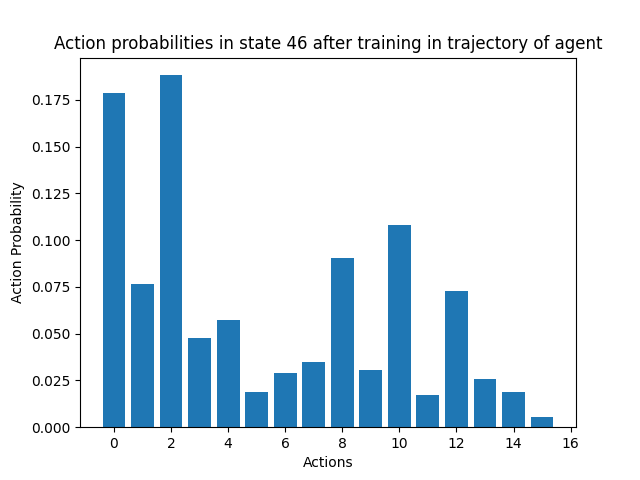 Action probabilities in state 46 after training in trajectory of agent
Action Probability
0.175
0.150
0.125
0.100
0.075
0.050
0.025
0.000
0 2 4 6 8 10 12 14 16
Actions